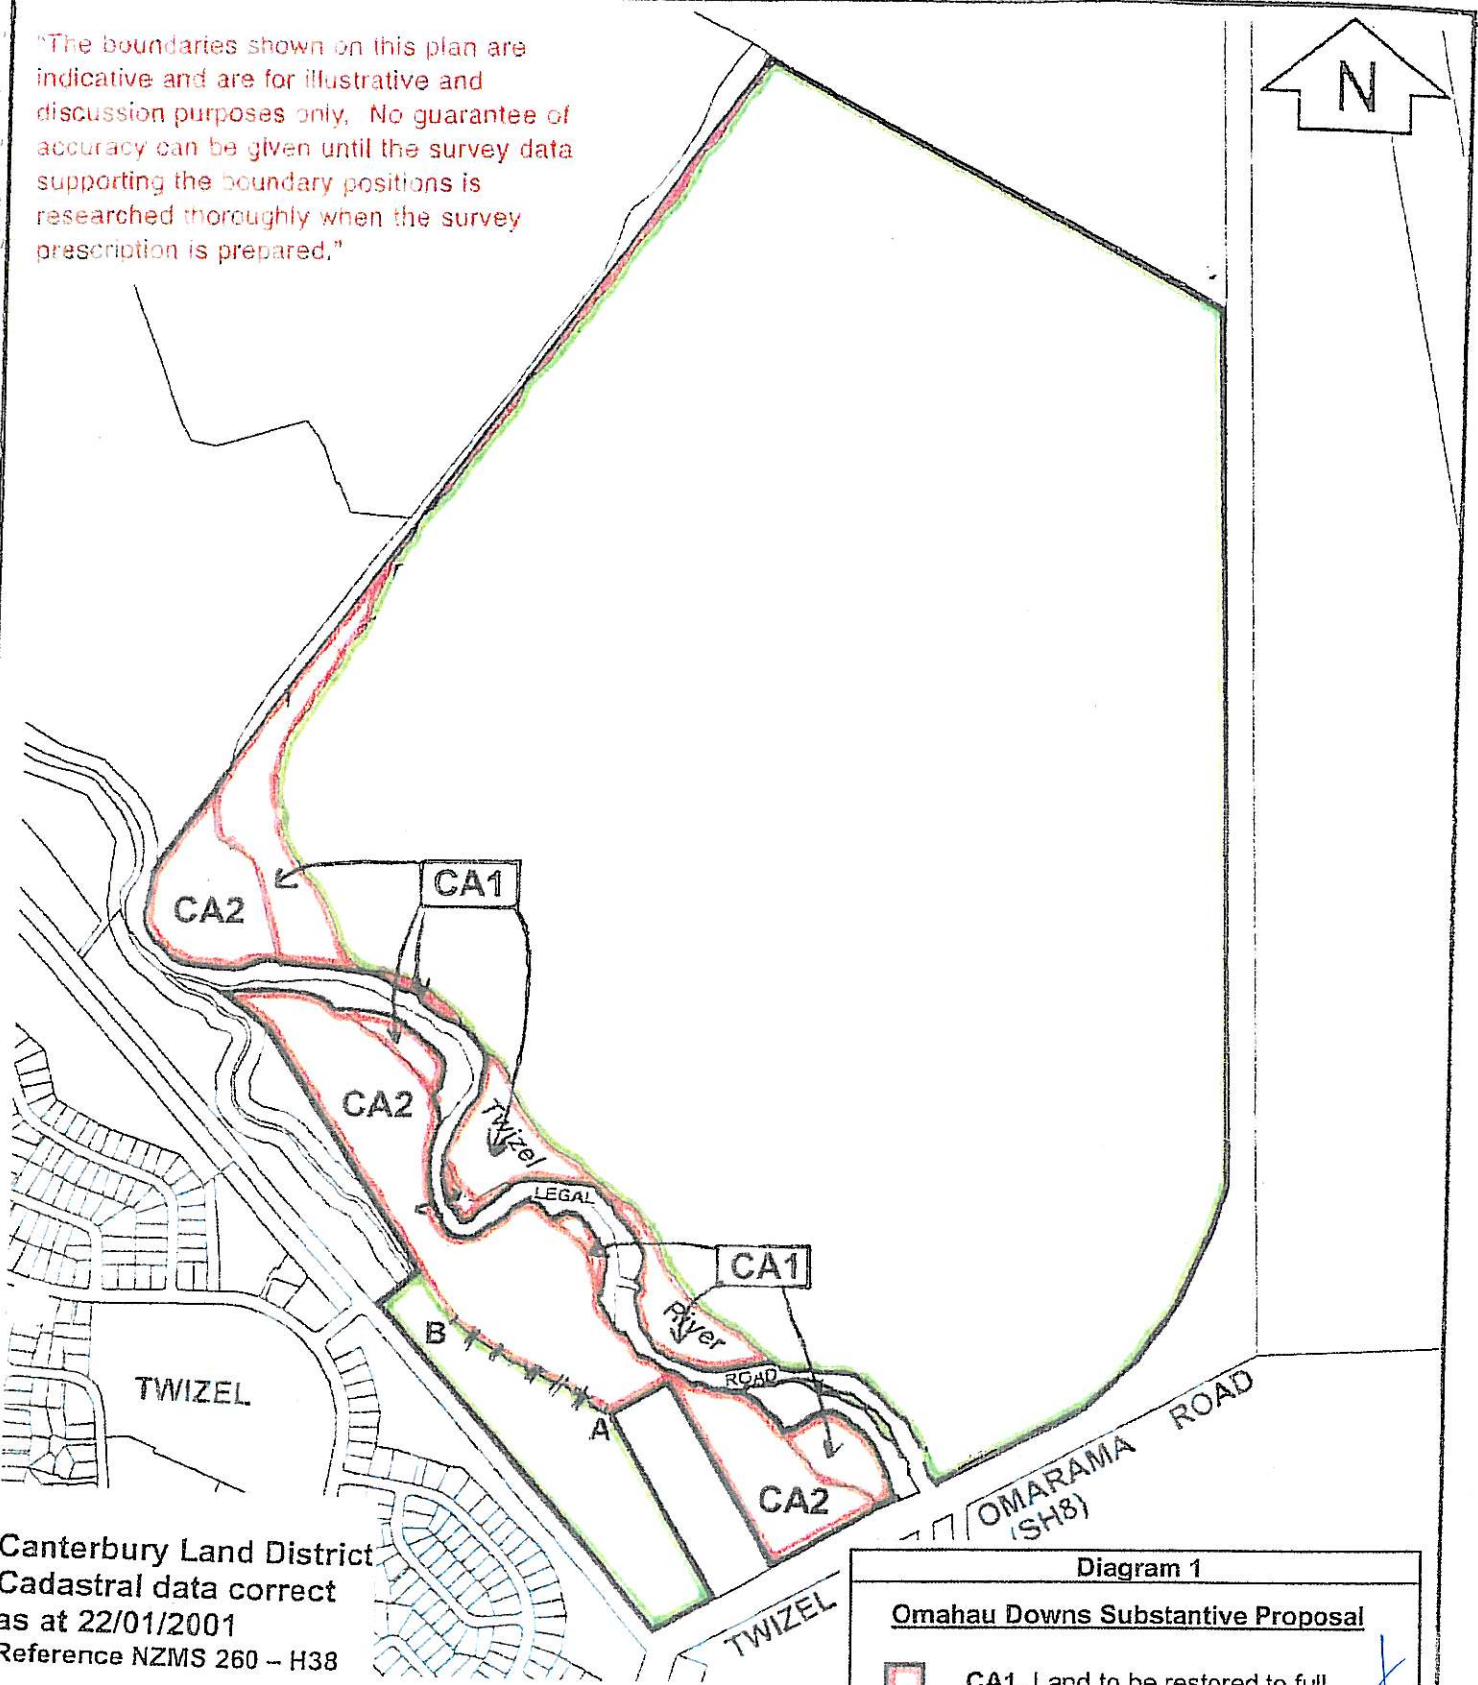 "The boundaries shown on this plan are
indicative and are for illustrative and
discussion purposes only. No guarantee of
accuracy can be given until the survey data
supporting the boundary positions is
researched thoroughly when the survey
prescription is prepared."
N
CA1
CA2
CA2
Twizel
LEGAL
CA1
River
B
ROAD
TWIZEL
A
CA2
TWIZEL OMARAMA ROAD
(SH8)
Canterbury Land District
Cadastral data correct
as at 22/01/2001
Reference NZMS 260 – H38
Diagram 1
Omahau Downs Substantive Proposal
CA1 Land to be restored to full